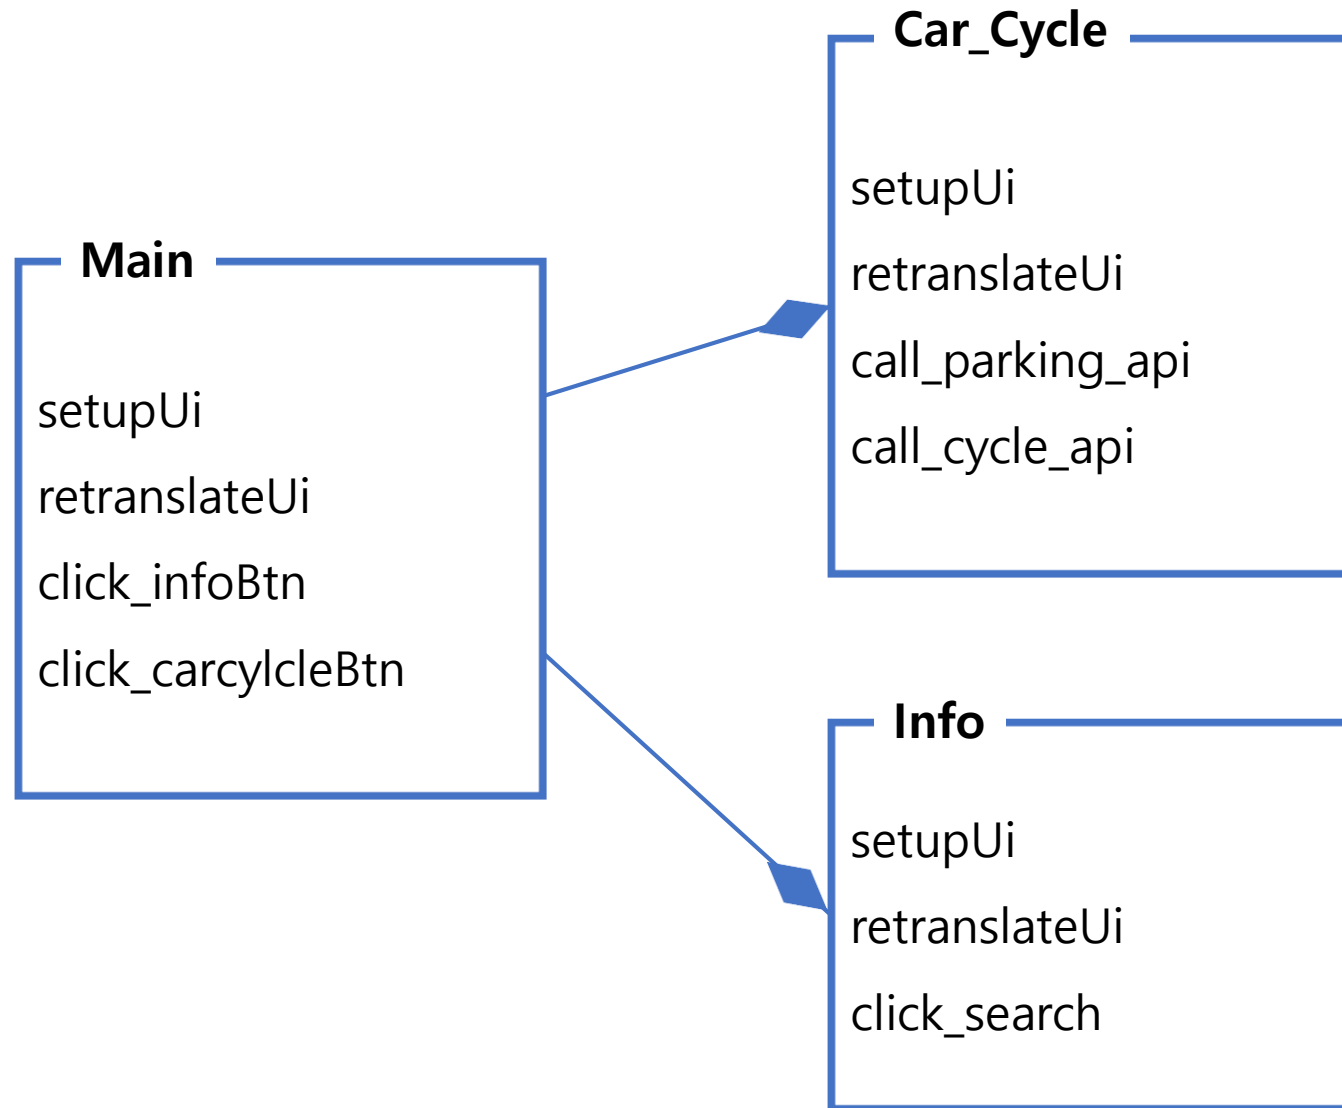 Main
setupUi
retranslateUi
click_infoBtn
click_carcylcleBtn
Car_Cycle
setupUi
retranslateUi
call_parking_api
call_cycle_api
Info
setupUi
retranslateUi
click_search